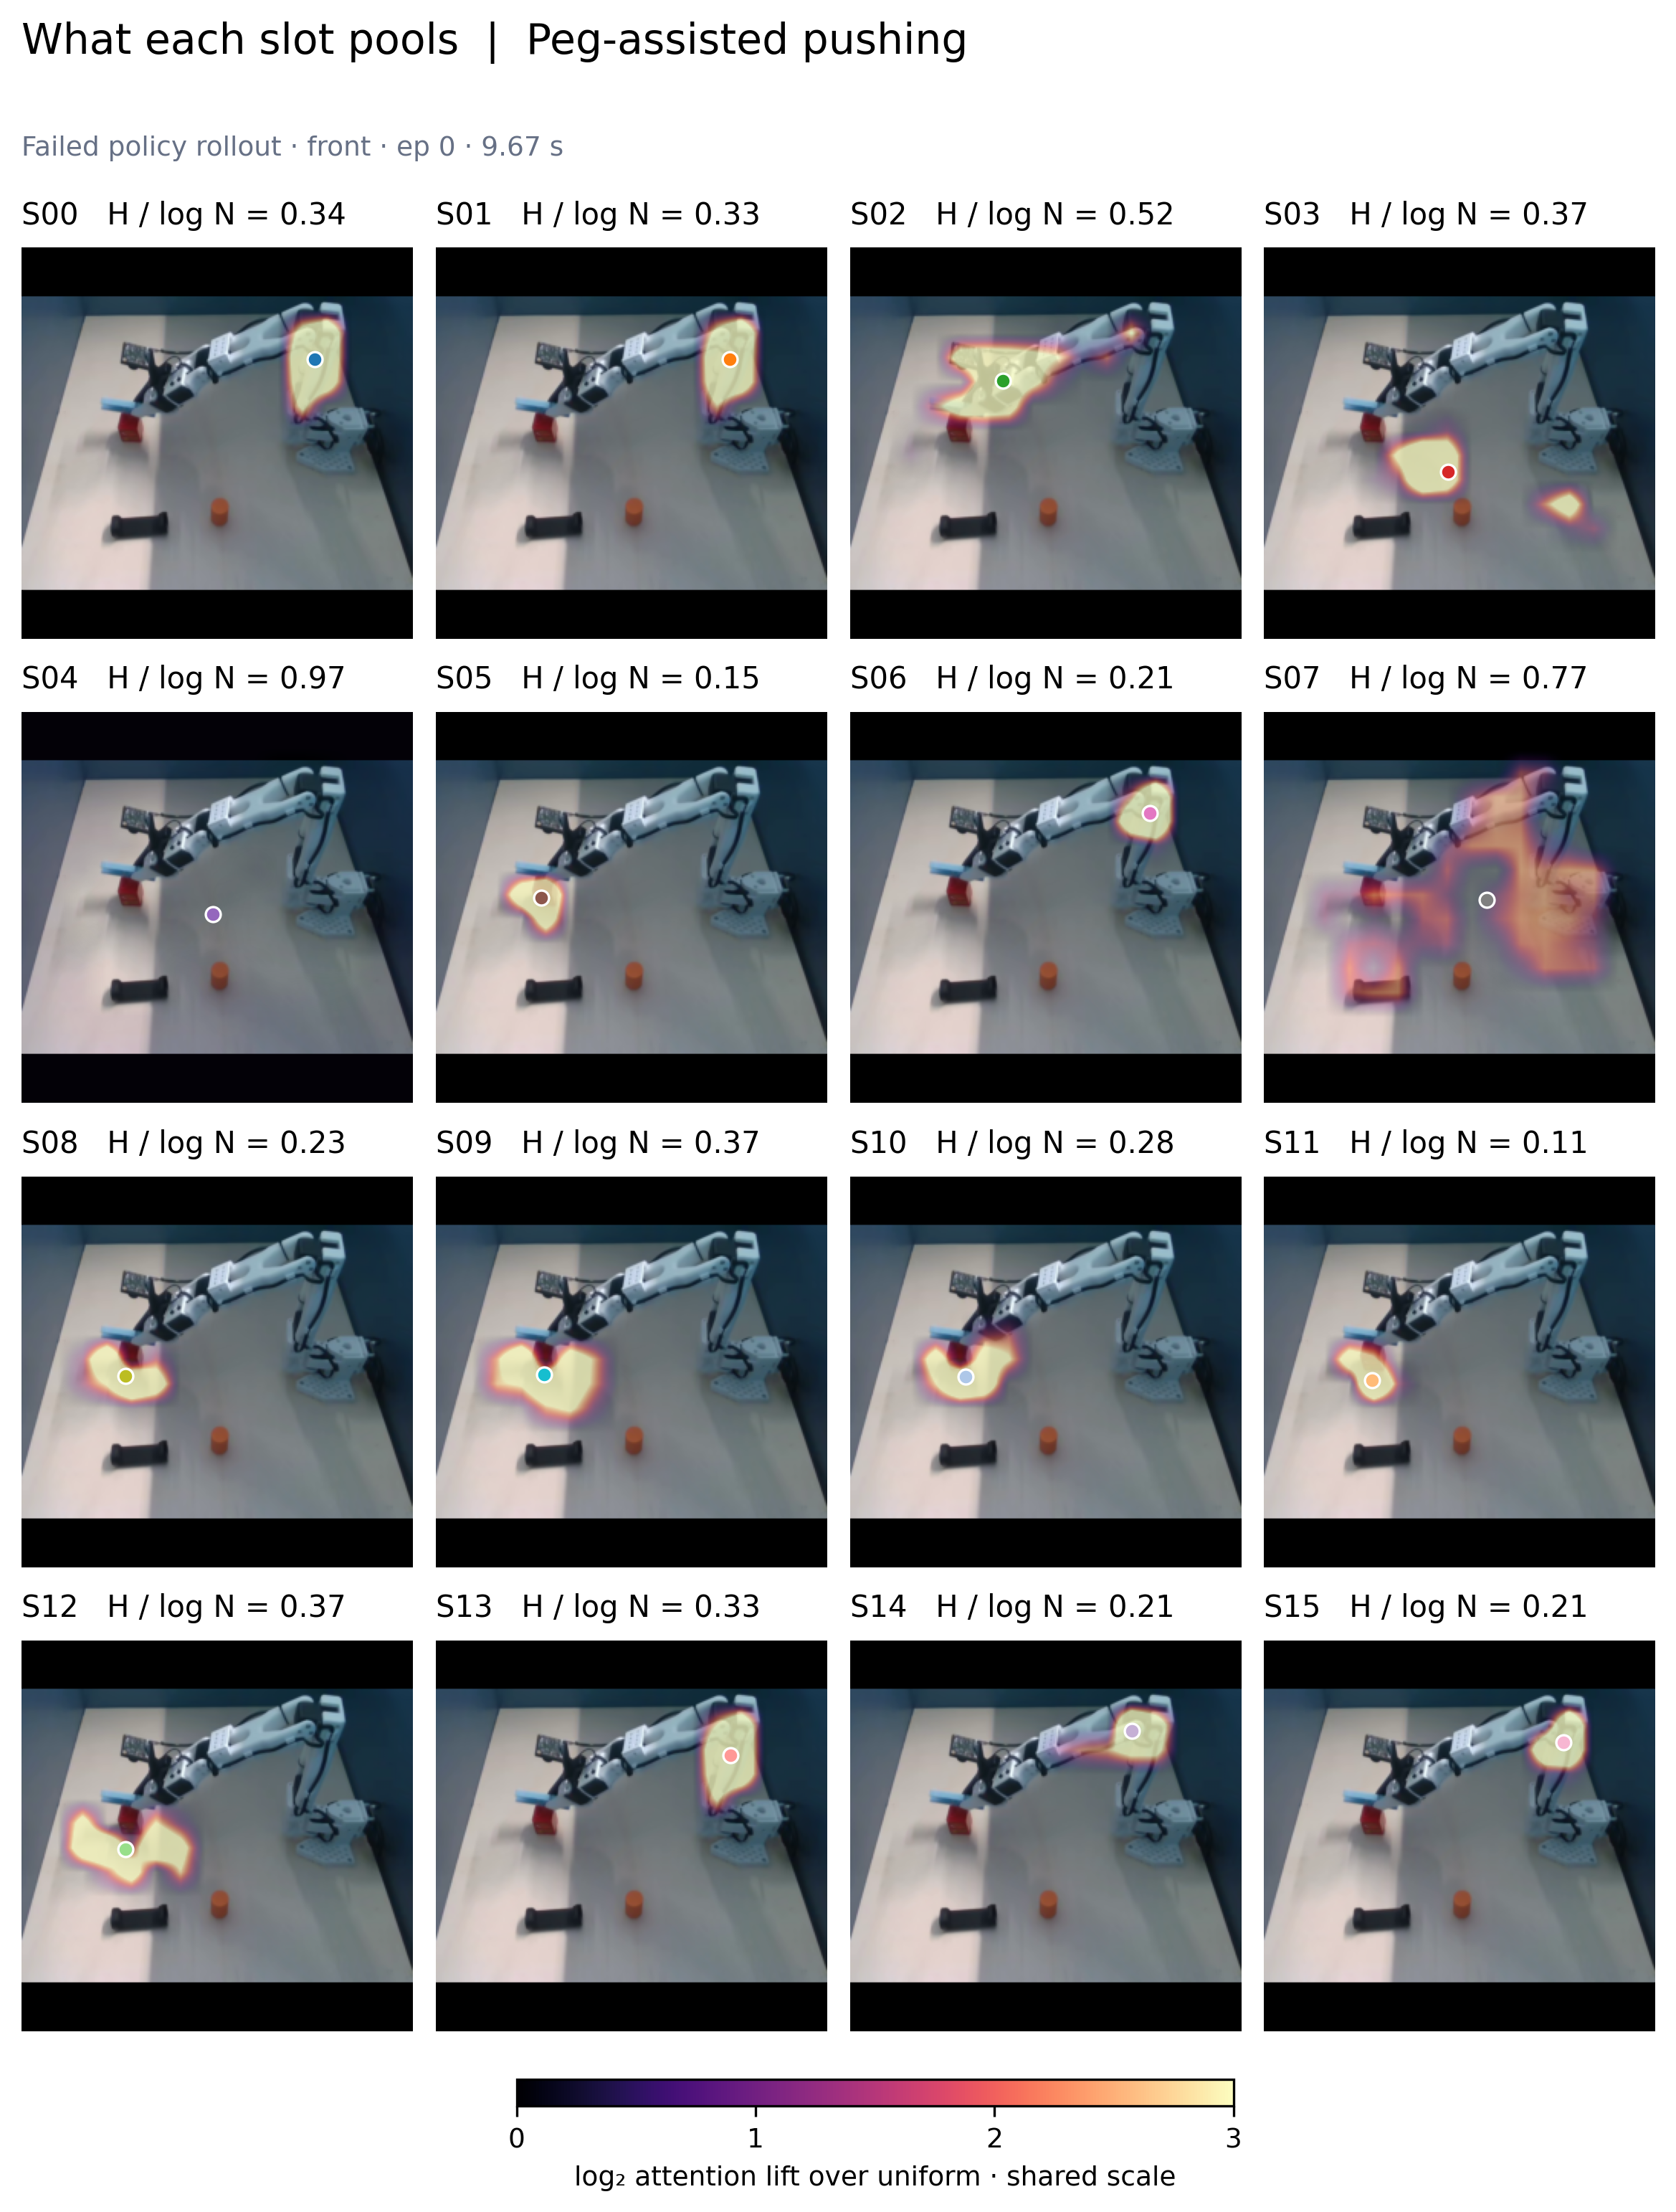 What each slot pools | Peg-assisted pushing
Failed policy rollout · front · ep 0 · 9.67 s
S00 H / log N = 0.34
S01 H / log N = 0.33
S02 H / log N = 0.52
S03 H / log N = 0.37
S04 H / log N = 0.97
S05 H / log N = 0.15
S06 H / log N = 0.21
S07 H / log N = 0.77
S08 H / log N = 0.23
S09 H / log N = 0.37
S10 H / log N = 0.28
S11 H / log N = 0.11
S12 H / log N = 0.37
S13 H / log N = 0.33
S14 H / log N = 0.21
S15 H / log N = 0.21
0 1 2 3
log₂ attention lift over uniform · shared scale